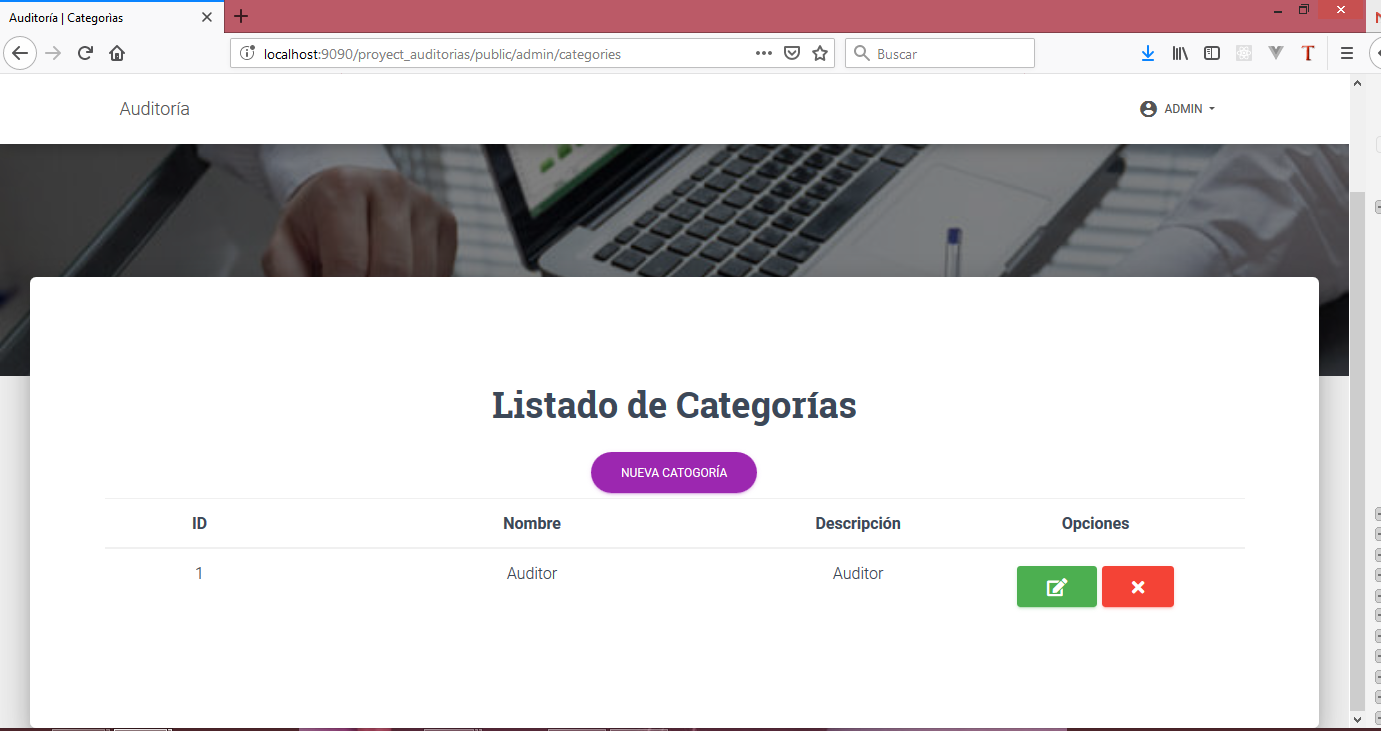 Auditoría | Categorìas
localhost:9090/proyect_auditorias/public/admin/categories
Buscar
Auditoría
ADMIN
Listado de Categorías
NUEVA CATOGORÍA
ID Nombre Descripción Opciones
1 Auditor Auditor